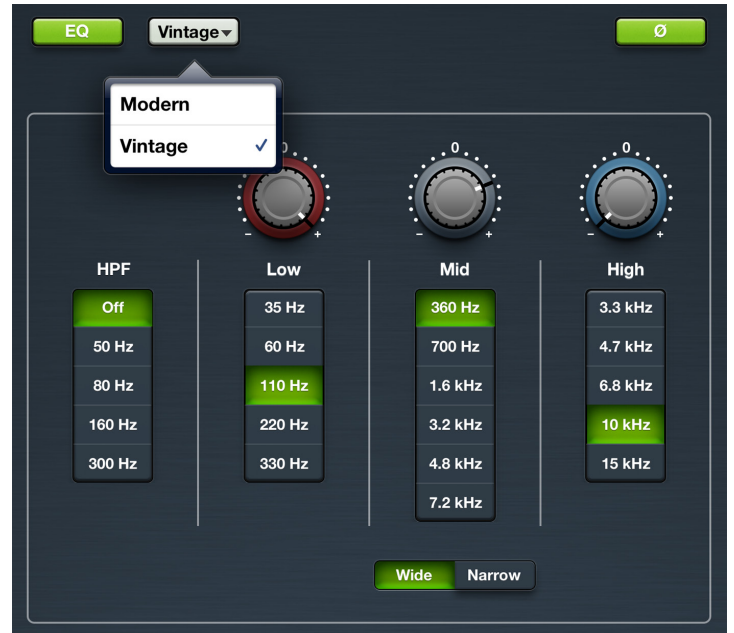 EQ
Vintage
Ø
Modern
Vintage
0
0
0
- +
- +
- +
HPF
Low
Mid
High
Off
50 Hz
80 Hz
160 Hz
300 Hz
35 Hz
60 Hz
110 Hz
220 Hz
330 Hz
360 Hz
700 Hz
1.6 kHz
3.2 kHz
4.8 kHz
7.2 kHz
3.3 kHz
4.7 kHz
6.8 kHz
10 kHz
15 kHz
Wide
Narrow